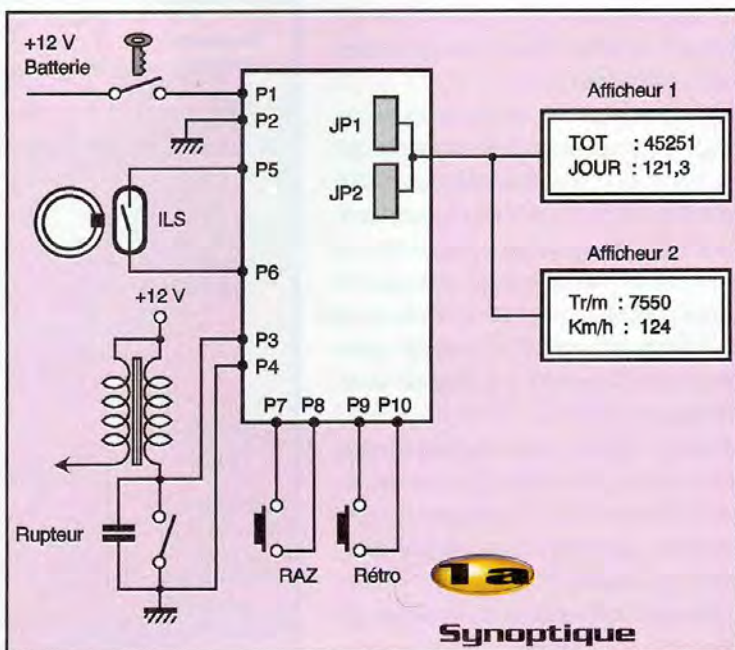 +12 V
Batterie
P1
P2
P5
P6
P3
P4
JP1
JP2
ILS
+12 V
P7 P8 P9 P10
Rupteur
RAZ Rétro
Afficheur 1
TOT : 45251
JOUR : 121,3
Afficheur 2
Tr/m : 7550
Km/h : 124
1a
Synoptique